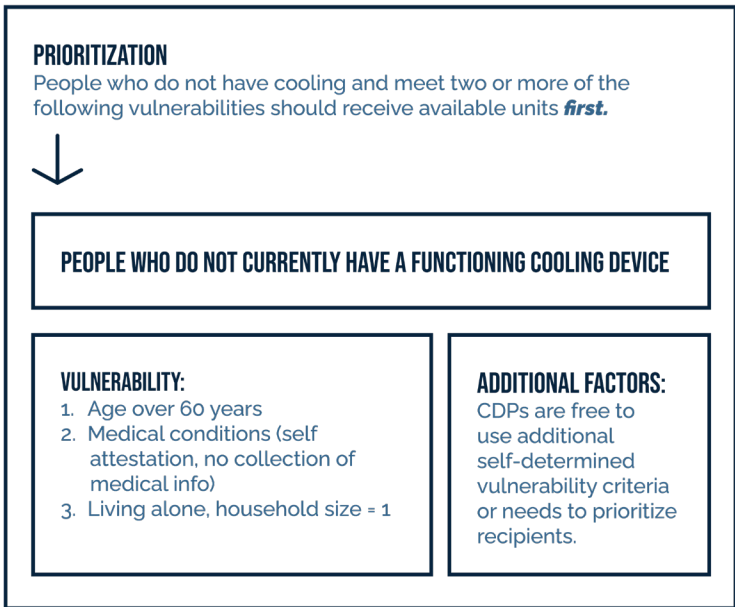 PRIORITIZATION
People who do not have cooling and meet two or more of the
following vulnerabilities should receive available units first.
PEOPLE WHO DO NOT CURRENTLY HAVE A FUNCTIONING COOLING DEVICE
VULNERABILITY:
1. Age over 60 years
2. Medical conditions (self
attestation, no collection of
medical info)
3. Living alone, household size = 1
ADDITIONAL FACTORS:
CDPs are free to
use additional
self-determined
vulnerability criteria
or needs to prioritize
recipients.